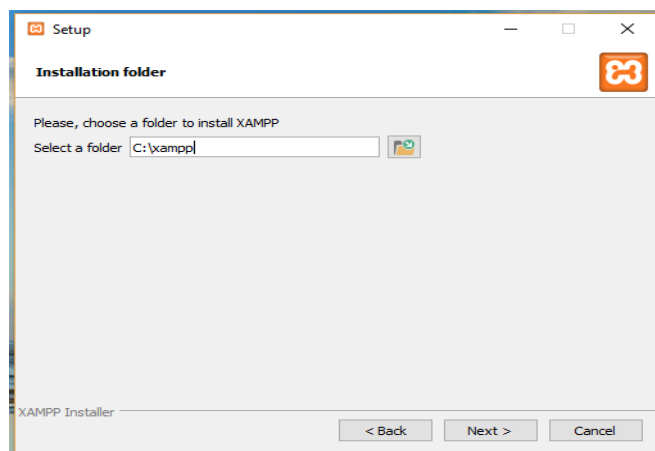 Setup
Installation folder
Please, choose a folder to install XAMPP
Select a folder C:\xampp
XAMPP Installer
< Back Next > Cancel